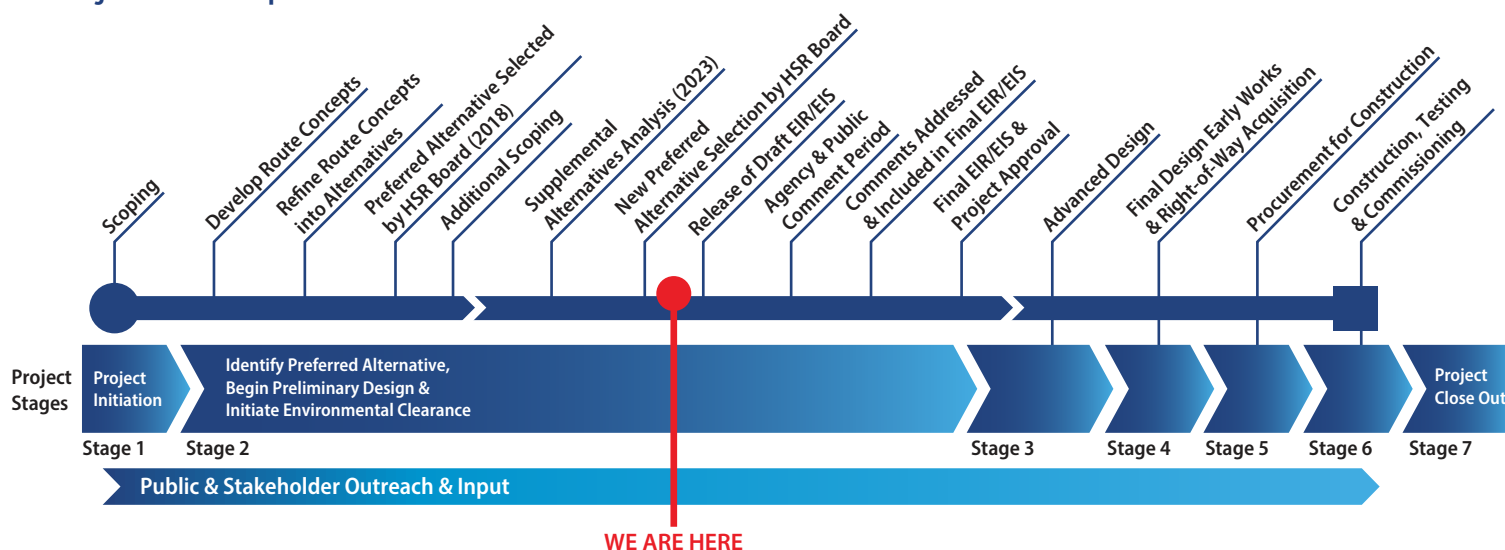 Scoping
Develop Route Concepts
Refine Route Concepts
into Alternatives
Preferred Alternative Selected
by HSR Board (2018)
Additional Scoping
Supplemental
Alternatives Analysis (2023)
New Preferred
Alternative Selection by HSR Board
Release of Draft EIR/EIS
Agency & Public
Comment Period
Comments Addressed
& Included in Final EIR/EIS
Final EIR/EIS &
Project Approval
Advanced Design
Final Design Early Works
& Right-of-Way Acquisition
Procurement for Construction
Construction, Testing
& Commissioning
Project
Stages
Project
Initiation
Identify Preferred Alternative,
Begin Preliminary Design &
Initiate Environmental Clearance
Project
Close Out
Stage 1
Stage 2
Stage 3
Stage 4
Stage 5
Stage 6
Stage 7
Public & Stakeholder Outreach & Input
WE ARE HERE